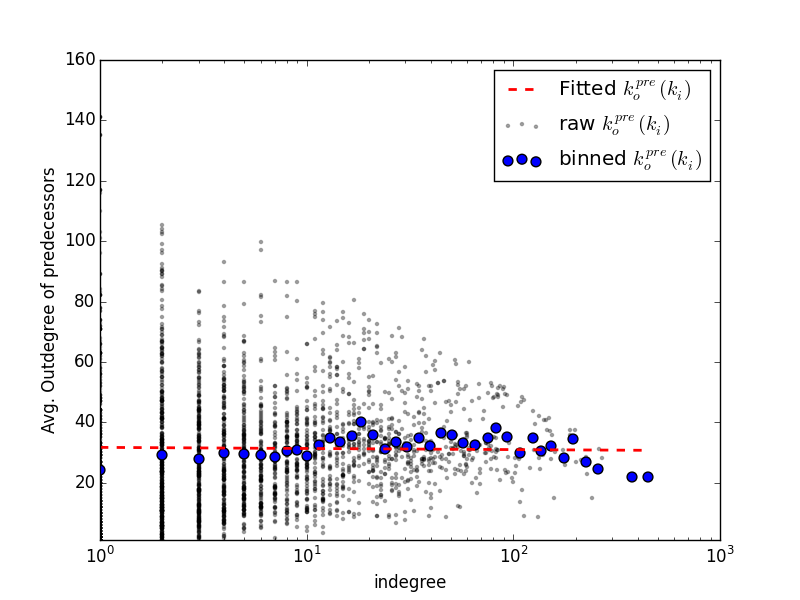 160
140
120
100
80
60
40
20
10^0
10^1
10^2
10^3
Avg. Outdegree of predecessors
indegree
Fitted k_o^{pre}(k_i)
raw k_o^{pre}(k_i)
binned k_o^{pre}(k_i)